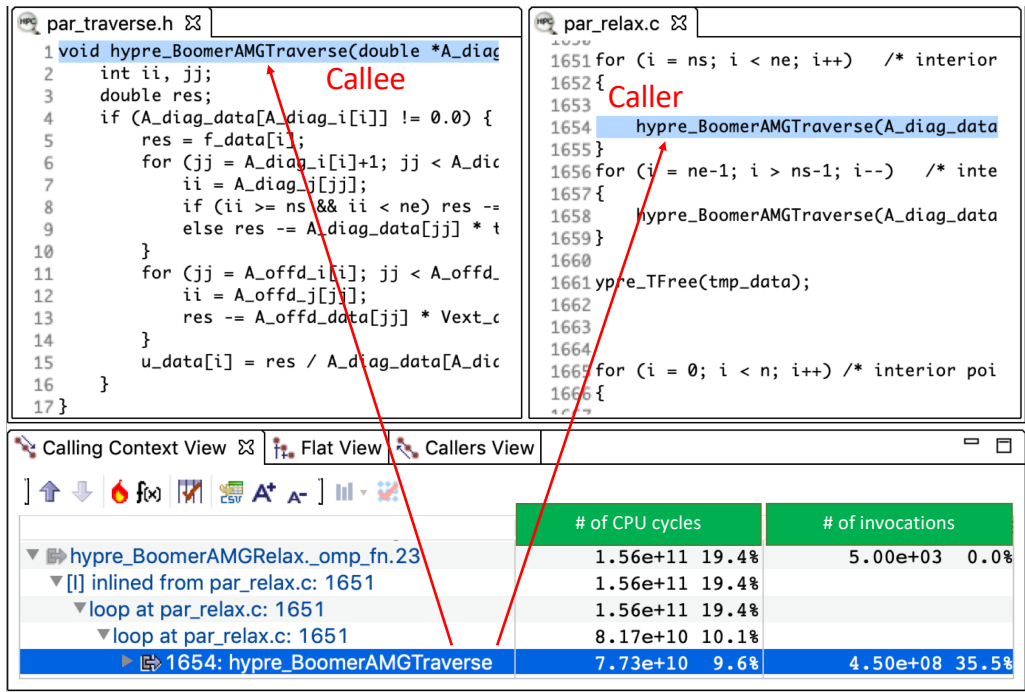 par_traverse.h
1 void hypre_BoomerAMGTraverse(double *A_diag
2 int ii, jj;
3 double res;
4 if (A_diag_data[A_diag_i[i]] != 0.0) {
5 res = f_data[i];
6 for (jj = A_diag_i[i]+1; jj < A_dia
7 ii = A_diag_j[jj];
8 if (ii >= ns && ii < ne) res -=
9 else res -= A_diag_data[jj] * t
10 }
11 for (jj = A_offd_i[i]; jj < A_offd_
12 ii = A_offd_j[jj];
13 res -= A_offd_data[jj] * Vext_d
14 }
15 u_data[i] = res / A_diag_data[A_dia
16 }
17 }
Callee
par_relax.c
1651 for (i = ns; i < ne; i++) /* interior
1652 {
1653
1654 hypre_BoomerAMGTraverse(A_diag_data
1655 }
1656 for (i = ne-1; i > ns-1; i--) /* inte
1657 {
1658 hypre_BoomerAMGTraverse(A_diag_data
1659 }
1660
1661 ypre_TFree(tmp_data);
1662
1663
1664
1665 for (i = 0; i < n; i++) /* interior poi
1666 {
Caller
Calling Context View Flat View Callers View
f(x) CSV A+ A-
# of CPU cycles # of invocations
hypre_BoomerAMGRelax._omp_fn.23 1.56e+11 19.4% 5.00e+03 0.0%
[I] inlined from par_relax.c: 1651 1.56e+11 19.4%
loop at par_relax.c: 1651 1.56e+11 19.4%
loop at par_relax.c: 1651 8.17e+10 10.1%
1654: hypre_BoomerAMGTraverse 7.73e+10 9.6% 4.50e+08 35.5%